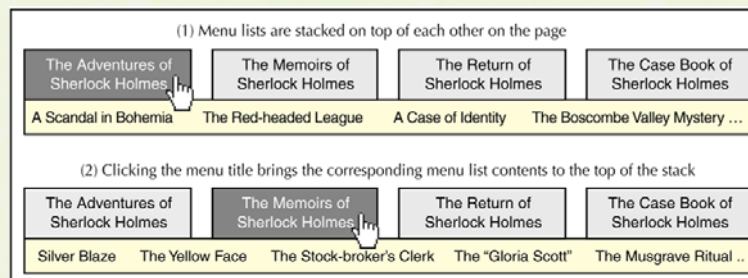 (1) Menu lists are stacked on top of each other on the page
The Adventures of
Sherlock Holmes
The Memoirs of
Sherlock Holmes
The Return of
Sherlock Holmes
The Case Book of
Sherlock Holmes
A Scandal in Bohemia The Red-headed League A Case of Identity The Boscombe Valley Mystery ...
(2) Clicking the menu title brings the corresponding menu list contents to the top of the stack
The Adventures of
Sherlock Holmes
The Memoirs of
Sherlock Holmes
The Return of
Sherlock Holmes
The Case Book of
Sherlock Holmes
Silver Blaze The Yellow Face The Stock-broker's Clerk The “Gloria Scott” The Musgrave Ritual ..